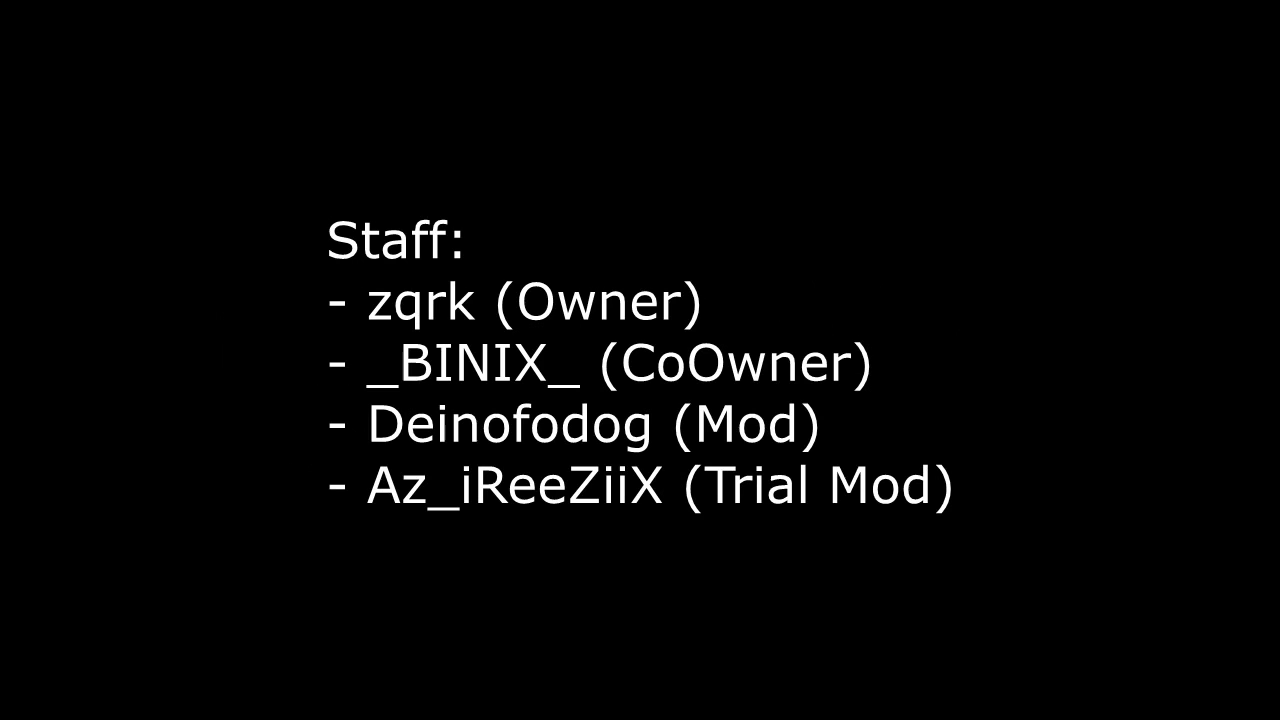 Staff:
- zqrk (Owner)
- _BINIX_ (CoOwner)
- Deinofodog (Mod)
- Az_iReeZiiX (Trial Mod)